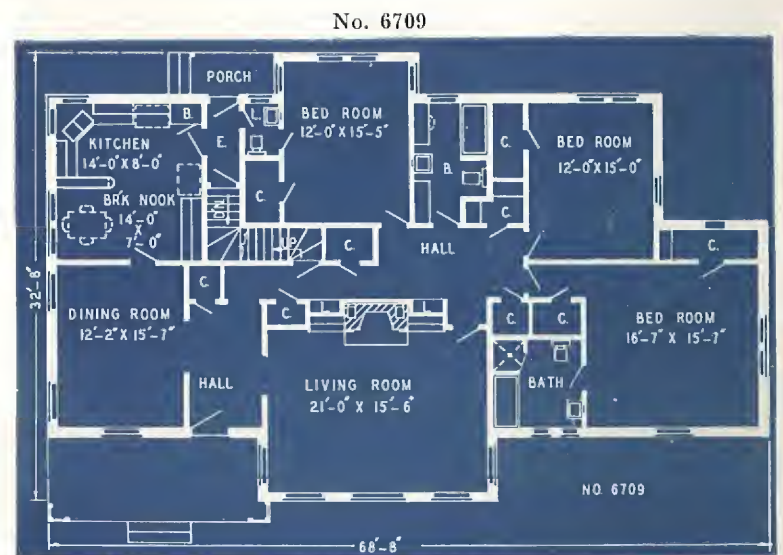 No. 6709
PORCH
L.
BED ROOM
12'-0" X 15'-5"
B.
KITCHEN
14'-0" X 8'-0"
E.
C.
BED ROOM
12'-0" X 15'-0"
B.
BR'K NOOK
14'-0"
X
7'-0"
C.
DN.
C.
UP
C.
HALL
C.
32'-8"
C.
DINING ROOM
12'-2" X 15'-7"
C.
L.
L.
C.
C.
BED ROOM
16'-7" X 15'-7"
HALL
LIVING ROOM
21'-0" X 15'-6"
BATH
NO. 6709
68'-8"